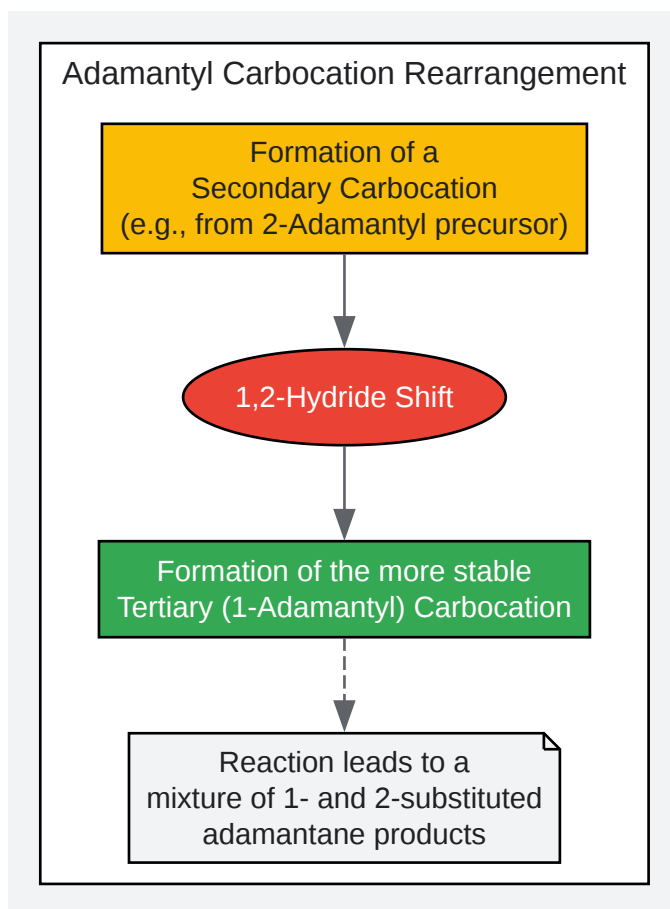 Adamantyl Carbocation Rearrangement
Formation of a
Secondary Carbocation
(e.g., from 2-Adamantyl precursor)
1,2-Hydride Shift
Formation of the more stable
Tertiary (1-Adamantyl) Carbocation
Reaction leads to a
mixture of 1- and 2-substituted
adamantane products